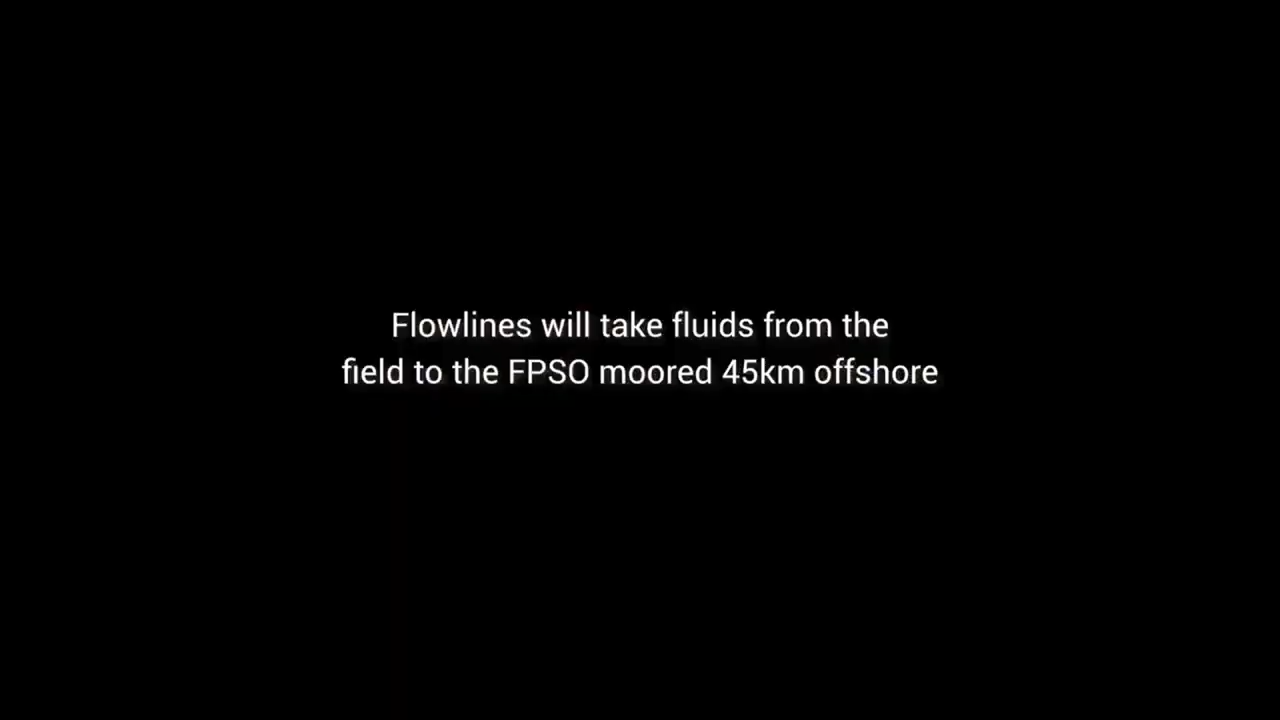 Flowlines will take fluids from the
field to the FPSO moored 45km offshore